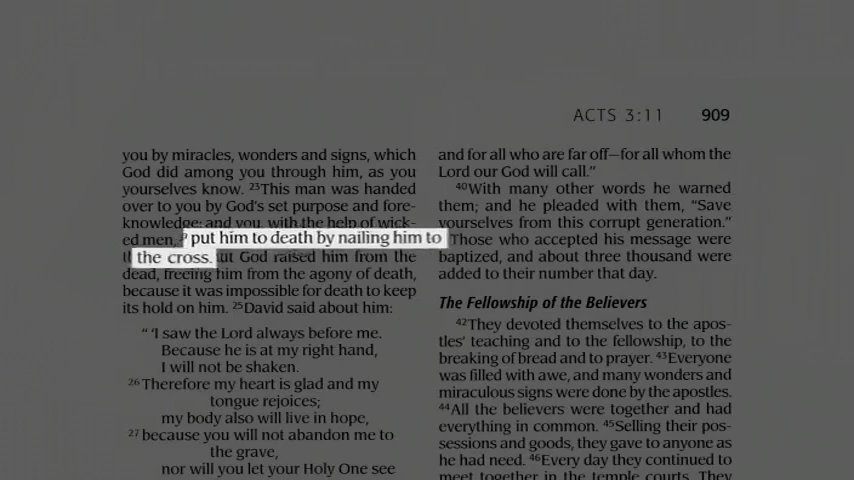 ACTS 3:11 909
you by miracles, wonders and signs, which
God did among you through him, as you
yourselves know. 23This man was handed
over to you by God's set purpose and fore-
knowledge; and you, with the help of wick-
ed men, put him to death by nailing him to
the cross. But God raised him from the
dead, freeing him from the agony of death,
because it was impossible for death to keep
its hold on him. 25David said about him:
" 'I saw the Lord always before me.
Because he is at my right hand,
I will not be shaken.
26Therefore my heart is glad and my
tongue rejoices;
my body also will live in hope,
27because you will not abandon me to
the grave,
nor will you let your Holy One see
and for all who are far off—for all whom the
Lord our God will call."
40With many other words he warned
them; and he pleaded with them, "Save
yourselves from this corrupt generation."
Those who accepted his message were
baptized, and about three thousand were
added to their number that day.
The Fellowship of the Believers
42They devoted themselves to the apos-
tles' teaching and to the fellowship, to the
breaking of bread and to prayer. 43Everyone
was filled with awe, and many wonders and
miraculous signs were done by the apostles.
44All the believers were together and had
everything in common. 45Selling their pos-
sessions and goods, they gave to anyone as
he had need. 46Every day they continued to
meet together in the temple courts. They